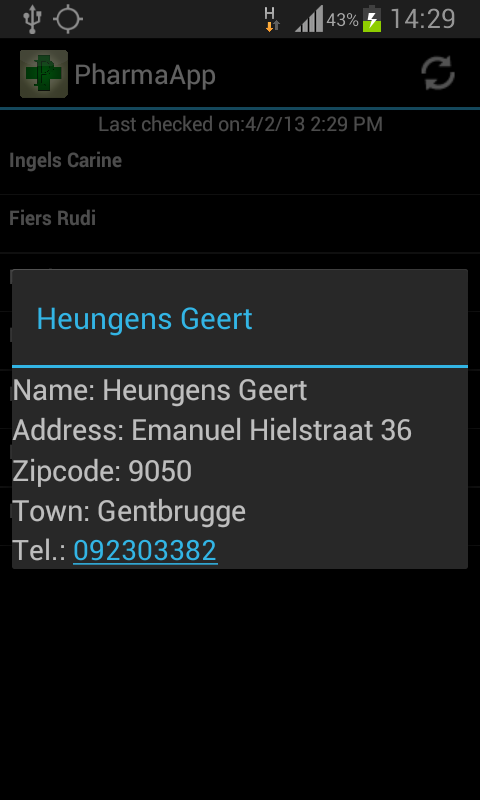 H 43% 14:29
PharmaApp
Last checked on:4/2/13 2:29 PM
Ingels Carine
Fiers Rudi
Heungens Geert
Name: Heungens Geert
Address: Emanuel Hielstraat 36
Zipcode: 9050
Town: Gentbrugge
Tel.: 092303382